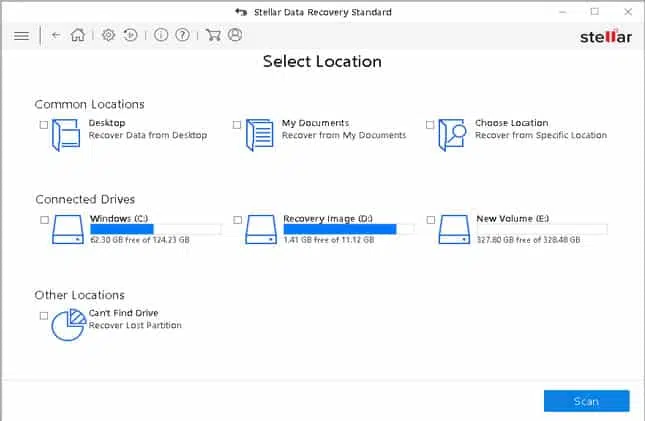 Stellar Data Recovery Standard
stellar
Select Location
Common Locations
Desktop
Recover Data from Desktop
My Documents
Recover from My Documents
Choose Location
Recover from Specific Location
Connected Drives
Windows (C:)
62.30 GB free of 124.23 GB
Recovery Image (D:)
1.41 GB free of 11.12 GB
New Volume (E:)
327.80 GB free of 328.48 GB
Other Locations
Can't Find Drive
Recover Lost Partition
Scan